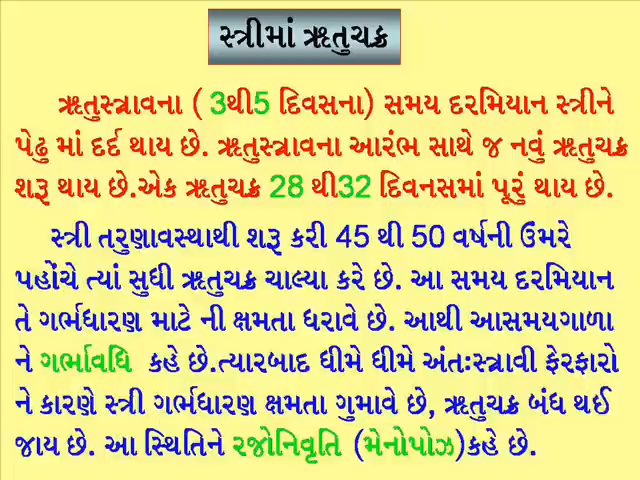 સ્ત્રીમાં ઋતુચક્ર
ઋતુસ્ત્રાવના ( 3થી5 દિવસના) સમય દરમિયાન સ્ત્રીને
પેઢુ માં દર્દ થાય છે. ઋતુસ્ત્રાવના આરંભ સાથે જ નવું ઋતુચક્ર
શરૂ થાય છે.એક ઋતુચક્ર 28 થી32 દિવનસમાં પૂરું થાય છે.
સ્ત્રી તરુણાવસ્થાથી શરૂ કરી 45 થી 50 વર્ષની ઉંમરે
પહોંચે ત્યાં સુધી ઋતુચક્ર ચાલ્યા કરે છે. આ સમય દરમિયાન
તે ગર્ભધારણ માટે ની ક્ષમતા ધરાવે છે. આથી આસમયગાળા
ને ગર્ભાવધિ કહે છે.ત્યારબાદ ધીમે ધીમે અંતઃસ્ત્રાવી ફેરફારો
ને કારણે સ્ત્રી ગર્ભધારણ ક્ષમતા ગુમાવે છે, ઋતુચક્ર બંધ થઈ
જાય છે. આ સ્થિતિને રજોનિવૃતિ (મેનોપોઝ)કહે છે.